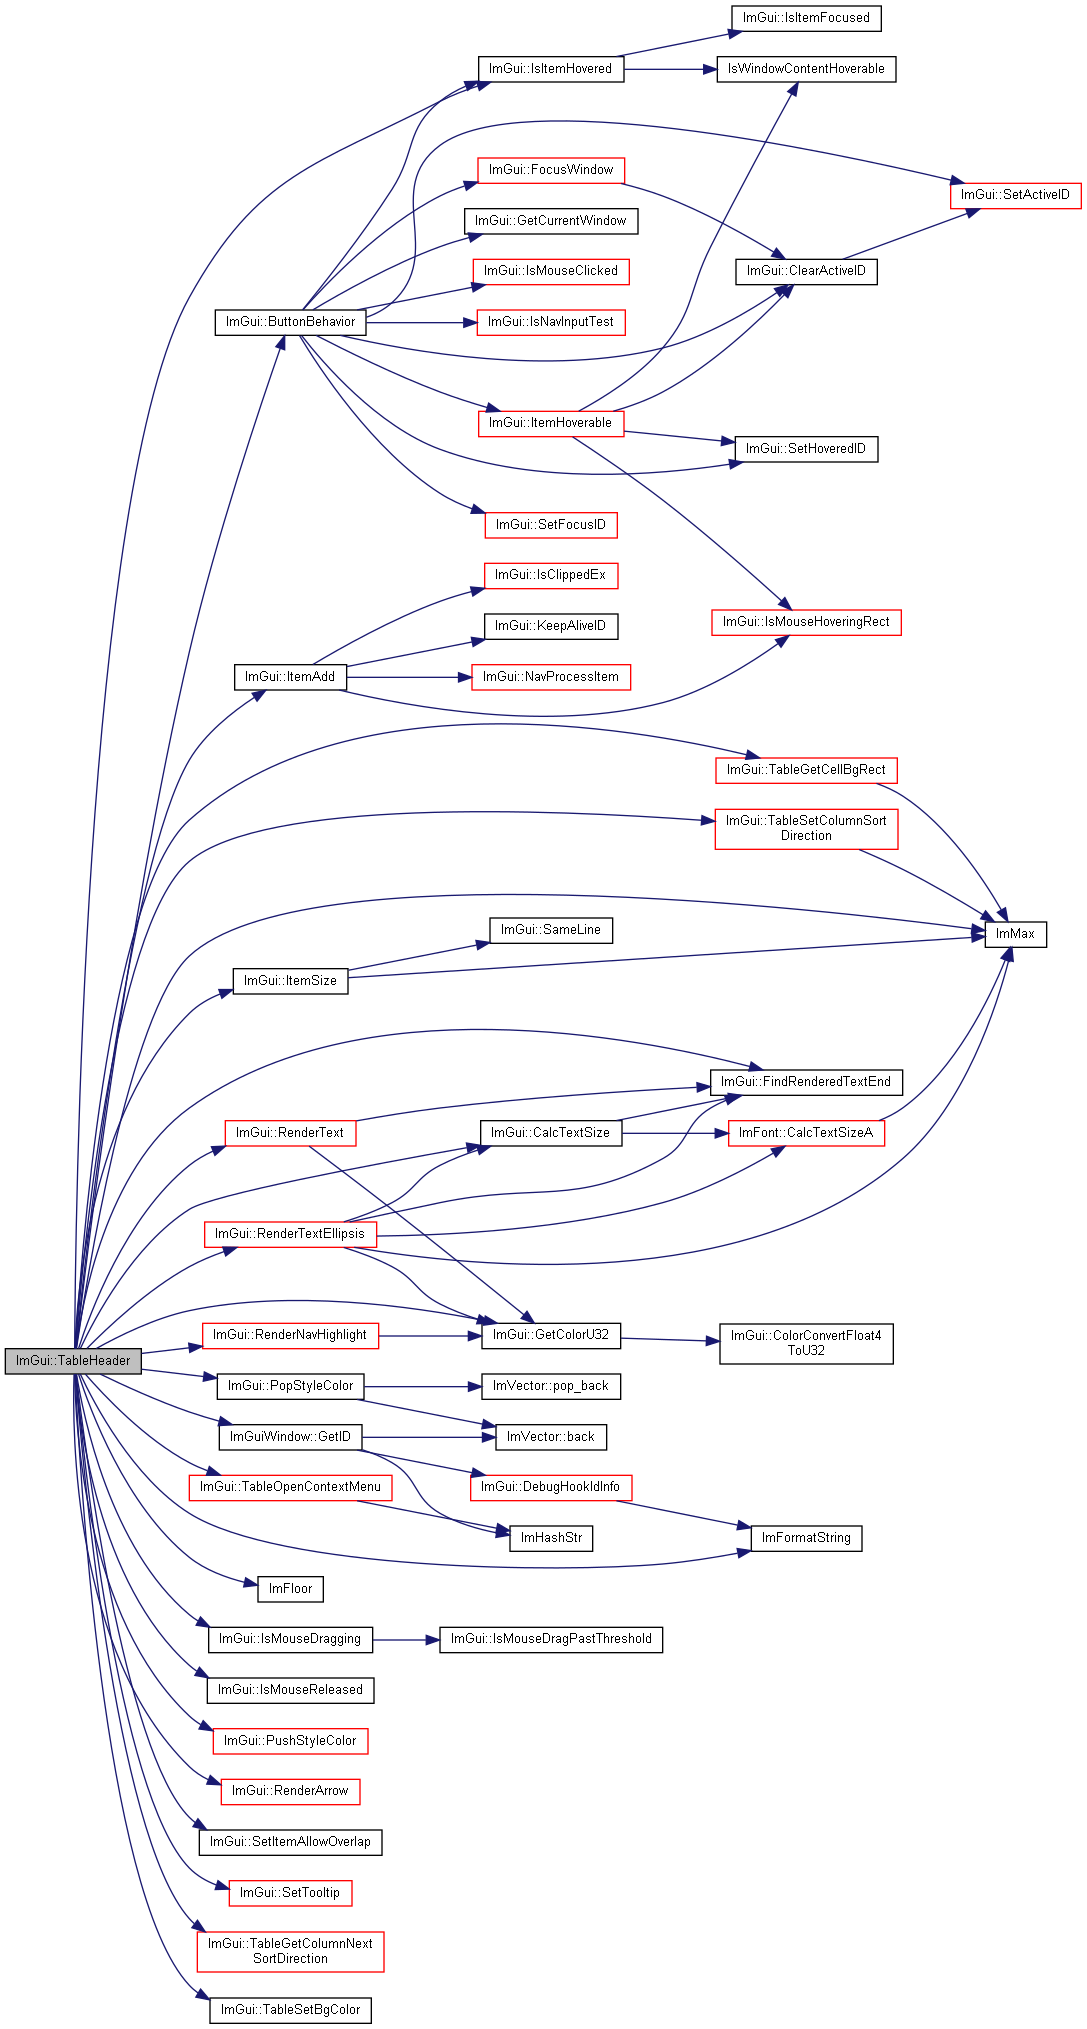 ImGui::IsItemFocused
ImGui::IsItemHovered
IsWindowContentHoverable
ImGui::FocusWindow
ImGui::SetActiveID
ImGui::GetCurrentWindow
ImGui::IsMouseClicked
ImGui::ClearActiveID
ImGui::ButtonBehavior
ImGui::IsNavInputTest
ImGui::ItemHoverable
ImGui::SetHoveredID
ImGui::SetFocusID
ImGui::IsClippedEx
ImGui::KeepAliveID
ImGui::IsMouseHoveringRect
ImGui::ItemAdd
ImGui::NavProcessItem
ImGui::TableGetCellBgRect
ImGui::TableSetColumnSort
Direction
ImGui::SameLine
ImMax
ImGui::ItemSize
ImGui::FindRenderedTextEnd
ImGui::RenderText
ImGui::CalcTextSize
ImFont::CalcTextSizeA
ImGui::RenderTextEllipsis
ImGui::RenderNavHighlight
ImGui::GetColorU32
ImGui::ColorConvertFloat4
ToU32
ImGui::TableHeader
ImGui::PopStyleColor
ImVector::pop_back
ImGuiWindow::GetID
ImVector::back
ImGui::TableOpenContextMenu
ImGui::DebugHookIdInfo
ImHashStr
ImFormatString
ImFloor
ImGui::IsMouseDragging
ImGui::IsMouseDragPastThreshold
ImGui::IsMouseReleased
ImGui::PushStyleColor
ImGui::RenderArrow
ImGui::SetItemAllowOverlap
ImGui::SetTooltip
ImGui::TableGetColumnNext
SortDirection
ImGui::TableSetBgColor